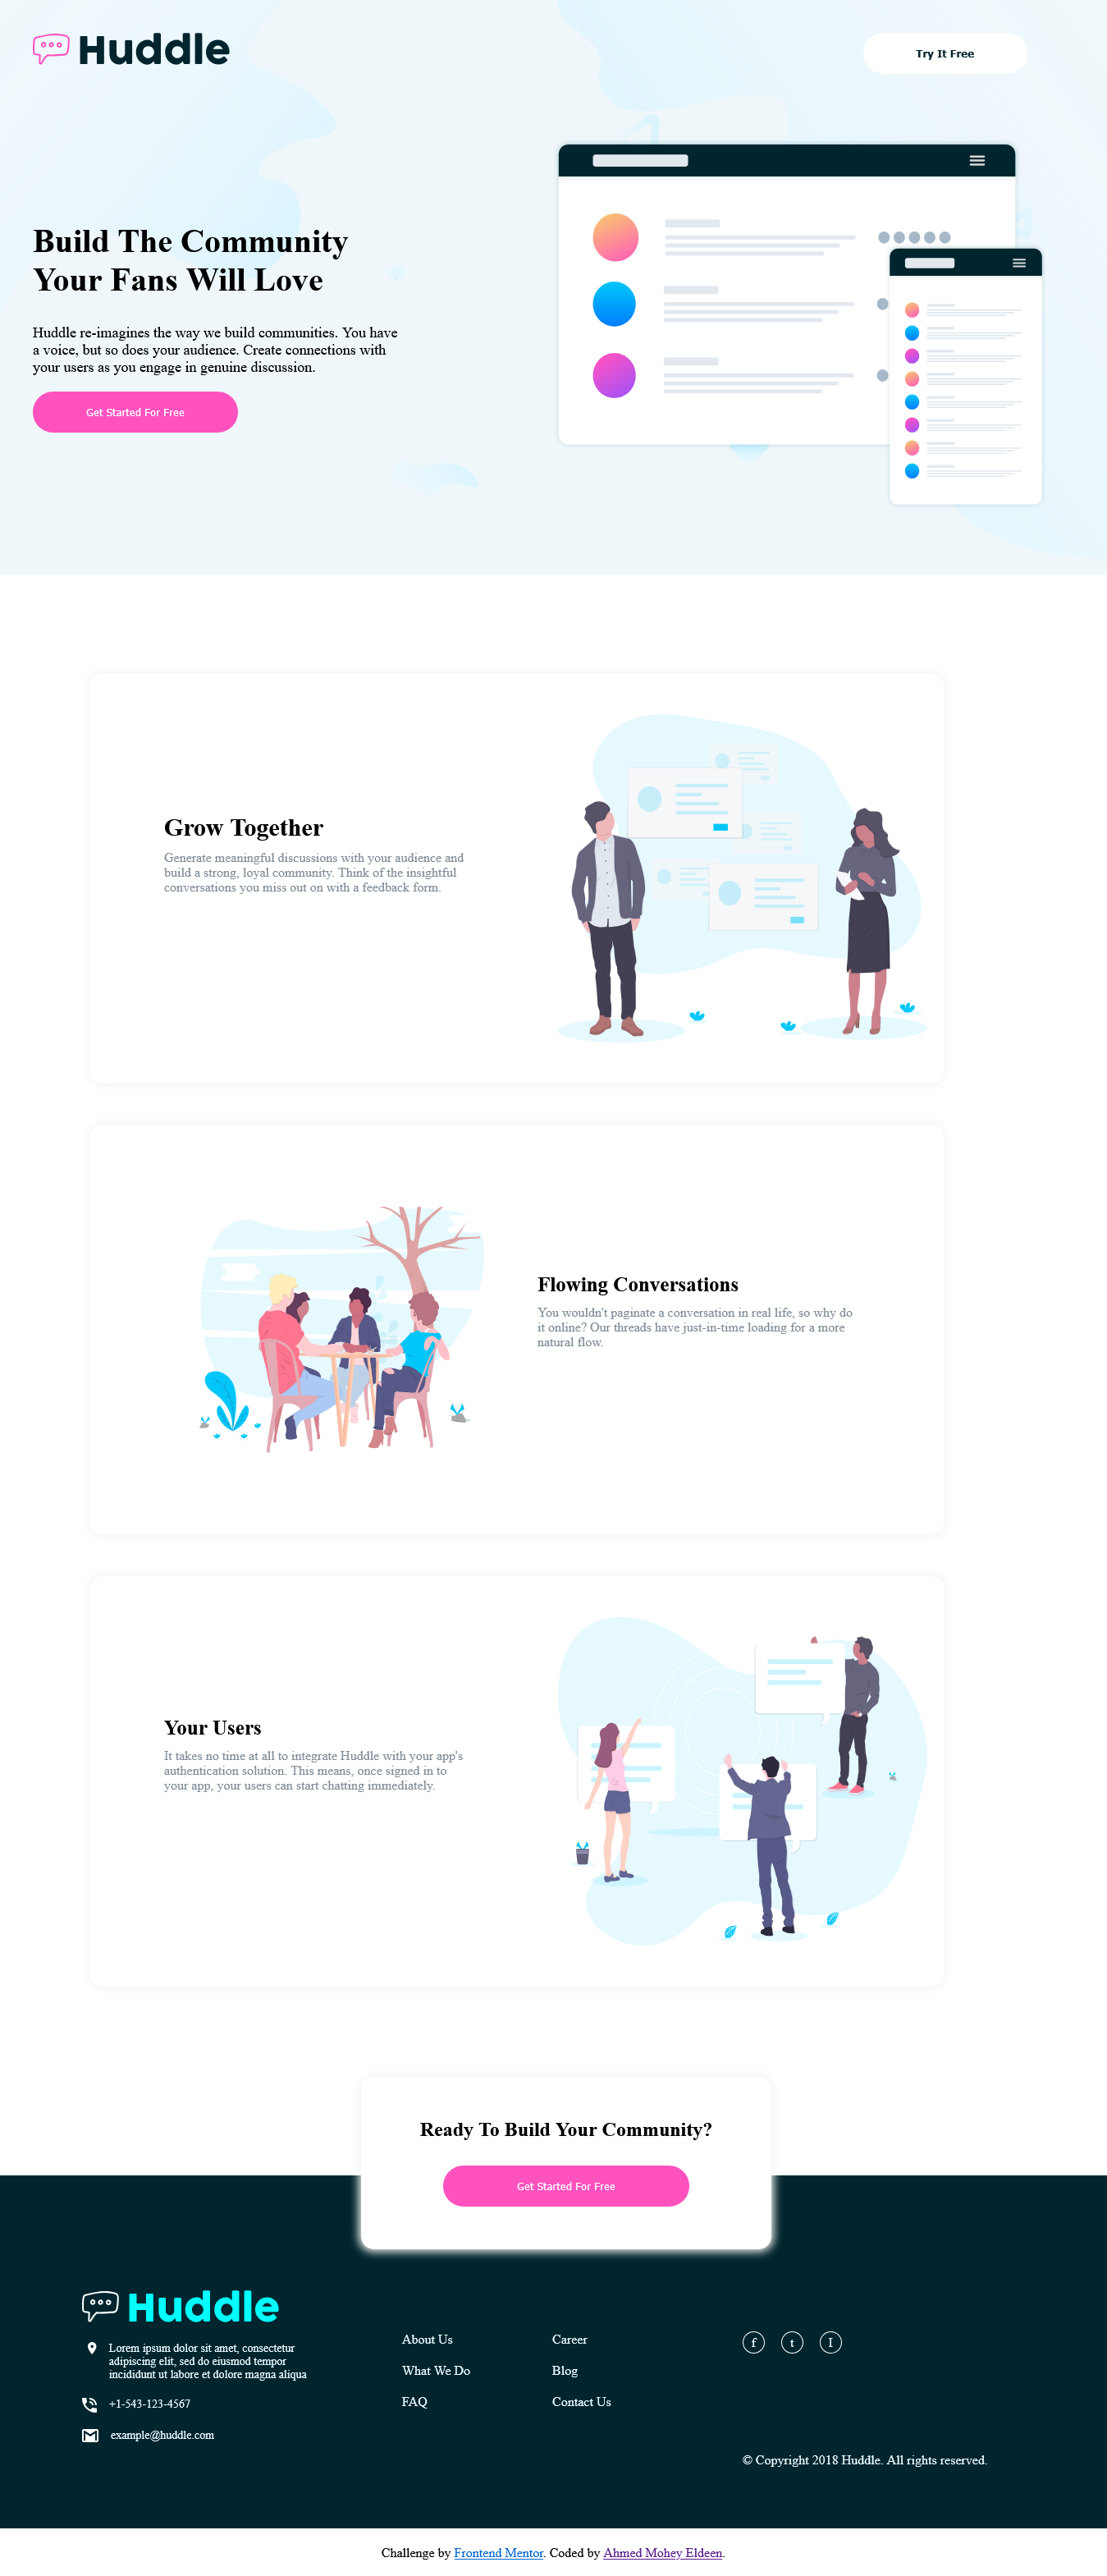 Huddle
Try It Free
Build The Community
Your Fans Will Love
Huddle re-imagines the way we build communities. You have
a voice, but so does your audience. Create connections with
your users as you engage in genuine discussion.
Get Started For Free
Grow Together
Generate meaningful discussions with your audience and
build a strong, loyal community. Think of the insightful
conversations you miss out on with a feedback form.
Flowing Conversations
You wouldn't paginate a conversation in real life, so why do
it online? Our threads have just-in-time loading for a more
natural flow.
Your Users
It takes no time at all to integrate Huddle with your app's
authentication solution. This means, once signed in to
your app, your users can start chatting immediately.
Ready To Build Your Community?
Get Started For Free
Huddle
Lorem ipsum dolor sit amet, consectetur
adipiscing elit, sed do eiusmod tempor
incididunt ut labore et dolore magna aliqua
+1-543-123-4567
example@huddle.com
About Us
What We Do
FAQ
Career
Blog
Contact Us
f t I
© Copyright 2018 Huddle. All rights reserved.
Challenge by Frontend Mentor. Coded by Ahmed Mohey Eldeen.